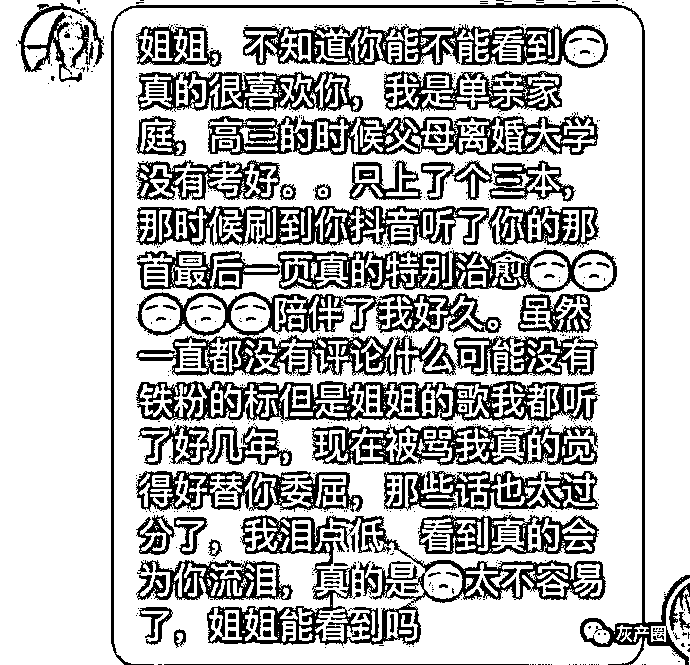 姐姐，不知道你能不能看到
真的很喜欢你，我是单亲家
庭，高三的时候父母离婚大学
没有考好。。只上了个三本，
那时候刷到你抖音听了你的那
首最后一页真的特别治愈
陪伴了我好久。虽然
一直都没有评论什么可能没有
铁粉的标但是姐姐的歌我都听
了好几年，现在被骂我真的觉
得好替你委屈，那些话也太过
分了，我泪点低，看到真的会
为你流泪，真的是太不容易
了，姐姐能看到吗
灰产圈